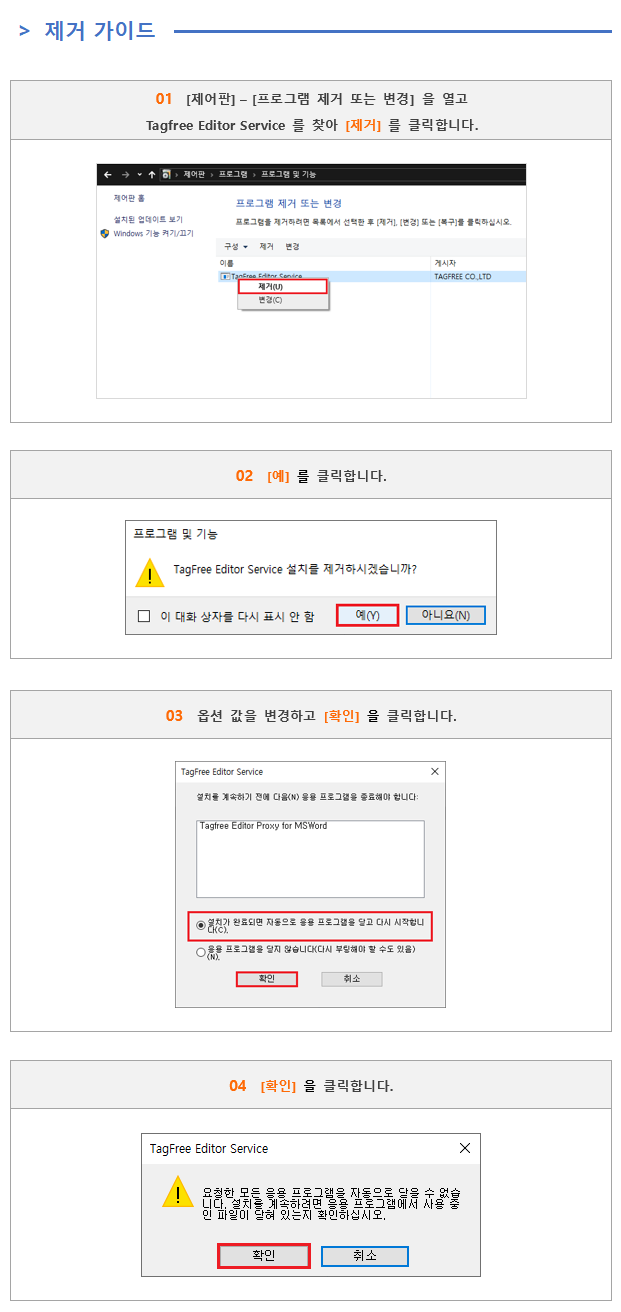 > 제거 가이드
01 [제어판] – [프로그램 제거 또는 변경] 을 열고
Tagfree Editor Service 를 찾아 [제거] 를 클릭합니다.
제어판 > 프로그램 > 프로그램 및 기능
제어판 홈
프로그램 제거 또는 변경
설치된 업데이트 보기
프로그램을 제거하려면 목록에서 선택한 후 [제거], [변경] 또는 [복구]를 클릭하십시오.
Windows 기능 켜기/끄기
구성 제거 변경
이름 게시자
TagFree Editor Service TAGFREE CO.,LTD
제거(U)
변경(C)
02 [예] 를 클릭합니다.
프로그램 및 기능
TagFree Editor Service 설치를 제거하시겠습니까?
이 대화 상자를 다시 표시 안 함 예(Y) 아니요(N)
03 옵션 값을 변경하고 [확인] 을 클릭합니다.
TagFree Editor Service
설치를 계속하기 전에 다음(N) 응용 프로그램을 종료해야 합니다:
Tagfree Editor Proxy for MSWord
설치가 완료되면 자동으로 응용 프로그램을 닫고 다시 시작합니
다(C).
응용 프로그램을 닫지 않습니다(다시 부팅해야 할 수도 있음)
(N).
확인 취소
04 [확인] 을 클릭합니다.
TagFree Editor Service
요청한 모든 응용 프로그램을 자동으로 닫을 수 없습
니다. 설치를 계속하려면 응용 프로그램에서 사용 중
인 파일이 닫혀 있는지 확인하십시오.
확인 취소